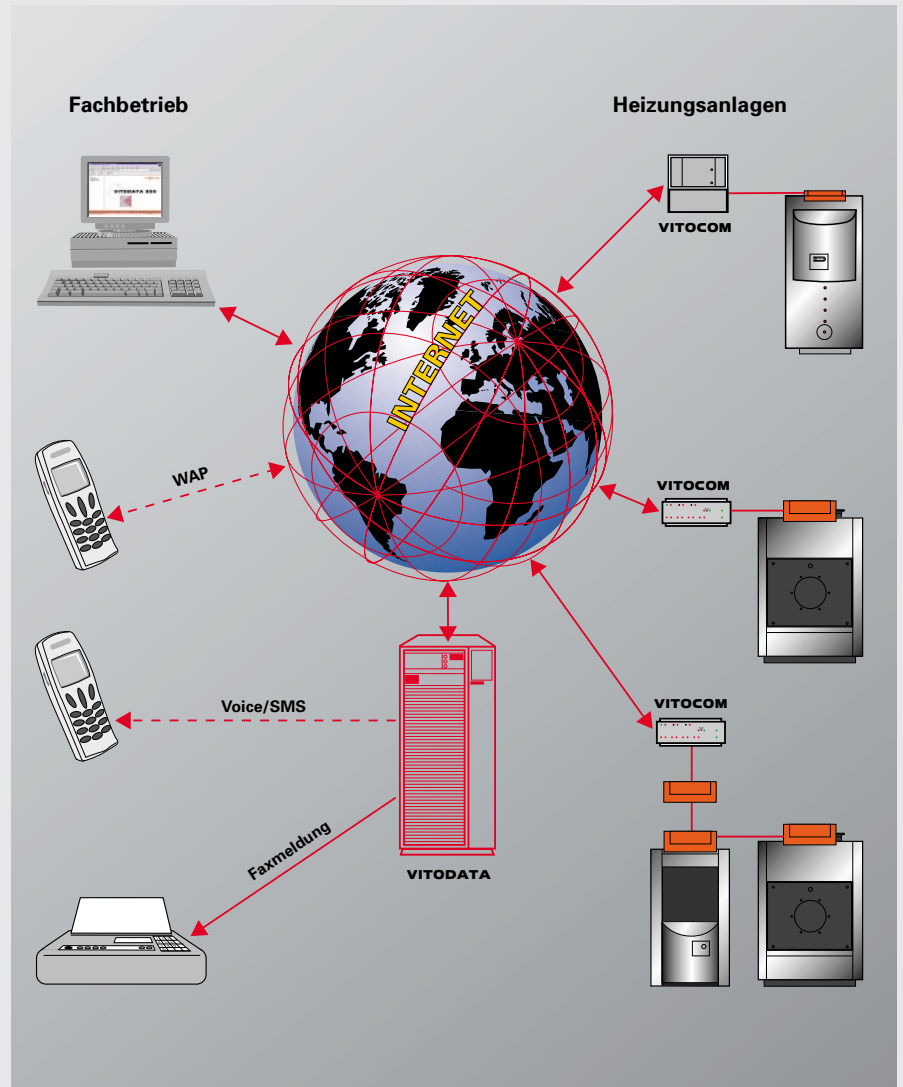 Fachbetrieb
Heizungsanlagen
VITODATA 300
VITOCOM
INTERNET
WAP
VITOCOM
Voice/SMS
VITOCOM
Faxmeldung
VITODATA